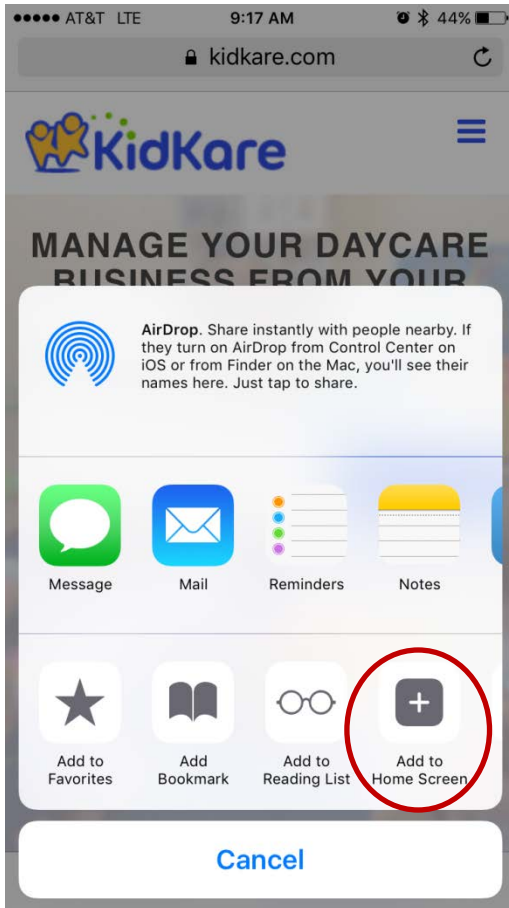 AT&T LTE 9:17 AM 44%
kidkare.com
KidKare
MANAGE YOUR DAYCARE
BUSINESS FROM YOUR
AirDrop. Share instantly with people nearby. If
they turn on AirDrop from Control Center on
iOS or from Finder on the Mac, you'll see their
names here. Just tap to share.
Message Mail Reminders Notes
Add to Favorites
Add Bookmark
Add to Reading List
Add to Home Screen
Cancel